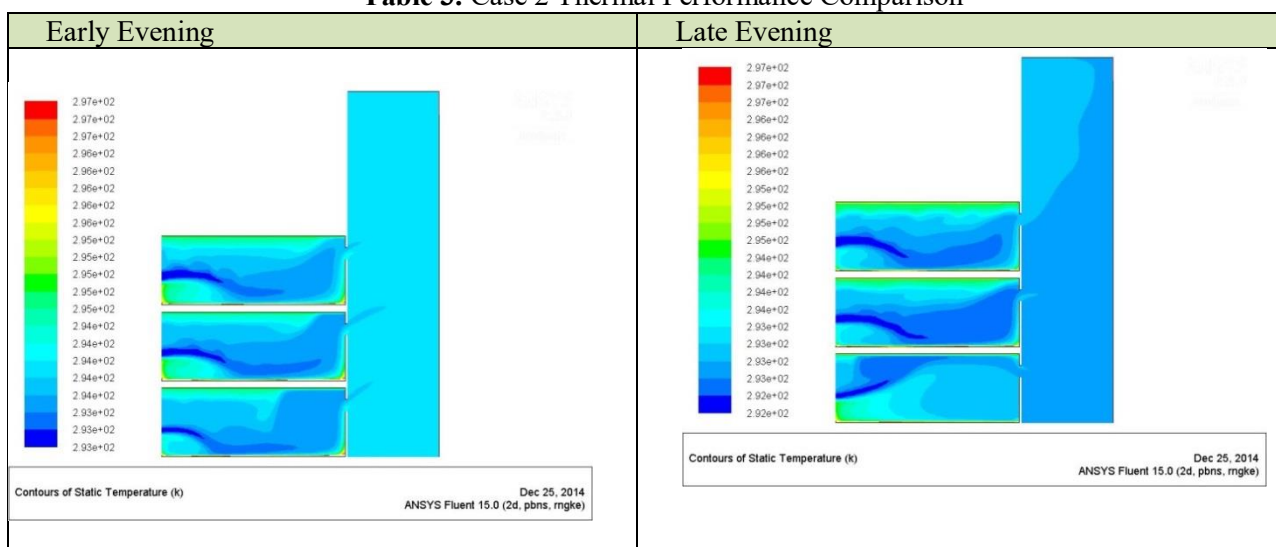 Case 2 Thermal Performance Comparison
Early Evening
2.97e+02
2.97e+02
2.97e+02
2.96e+02
2.96e+02
2.96e+02
2.96e+02
2.96e+02
2.95e+02
2.95e+02
2.95e+02
2.95e+02
2.95e+02
2.94e+02
2.94e+02
2.94e+02
2.94e+02
2.94e+02
2.93e+02
2.93e+02
2.93e+02
Contours of Static Temperature (k)
Dec 25, 2014
ANSYS Fluent 15.0 (2d, pbns, rngke)
Late Evening
2.97e+02
2.97e+02
2.97e+02
2.96e+02
2.96e+02
2.96e+02
2.96e+02
2.95e+02
2.95e+02
2.95e+02
2.95e+02
2.94e+02
2.94e+02
2.94e+02
2.94e+02
2.93e+02
2.93e+02
2.93e+02
2.93e+02
2.92e+02
2.92e+02
Contours of Static Temperature (k)
Dec 25, 2014
ANSYS Fluent 15.0 (2d, pbns, rngke)